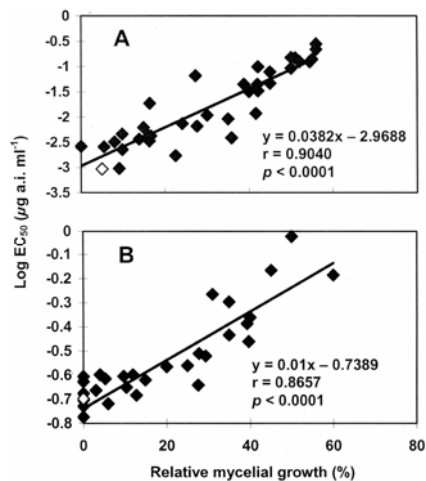 0
-0.5
-1
-1.5
-2
-2.5
-3
-3.5
A
y = 0.0382x – 2.9688
r = 0.9040
p < 0.0001
Log EC50 (µg a.i. ml-1)
0
-0.1
-0.2
-0.3
-0.4
-0.5
-0.6
-0.7
-0.8
B
y = 0.01x – 0.7389
r = 0.8657
p < 0.0001
0 20 40 60 80
Relative mycelial growth (%)